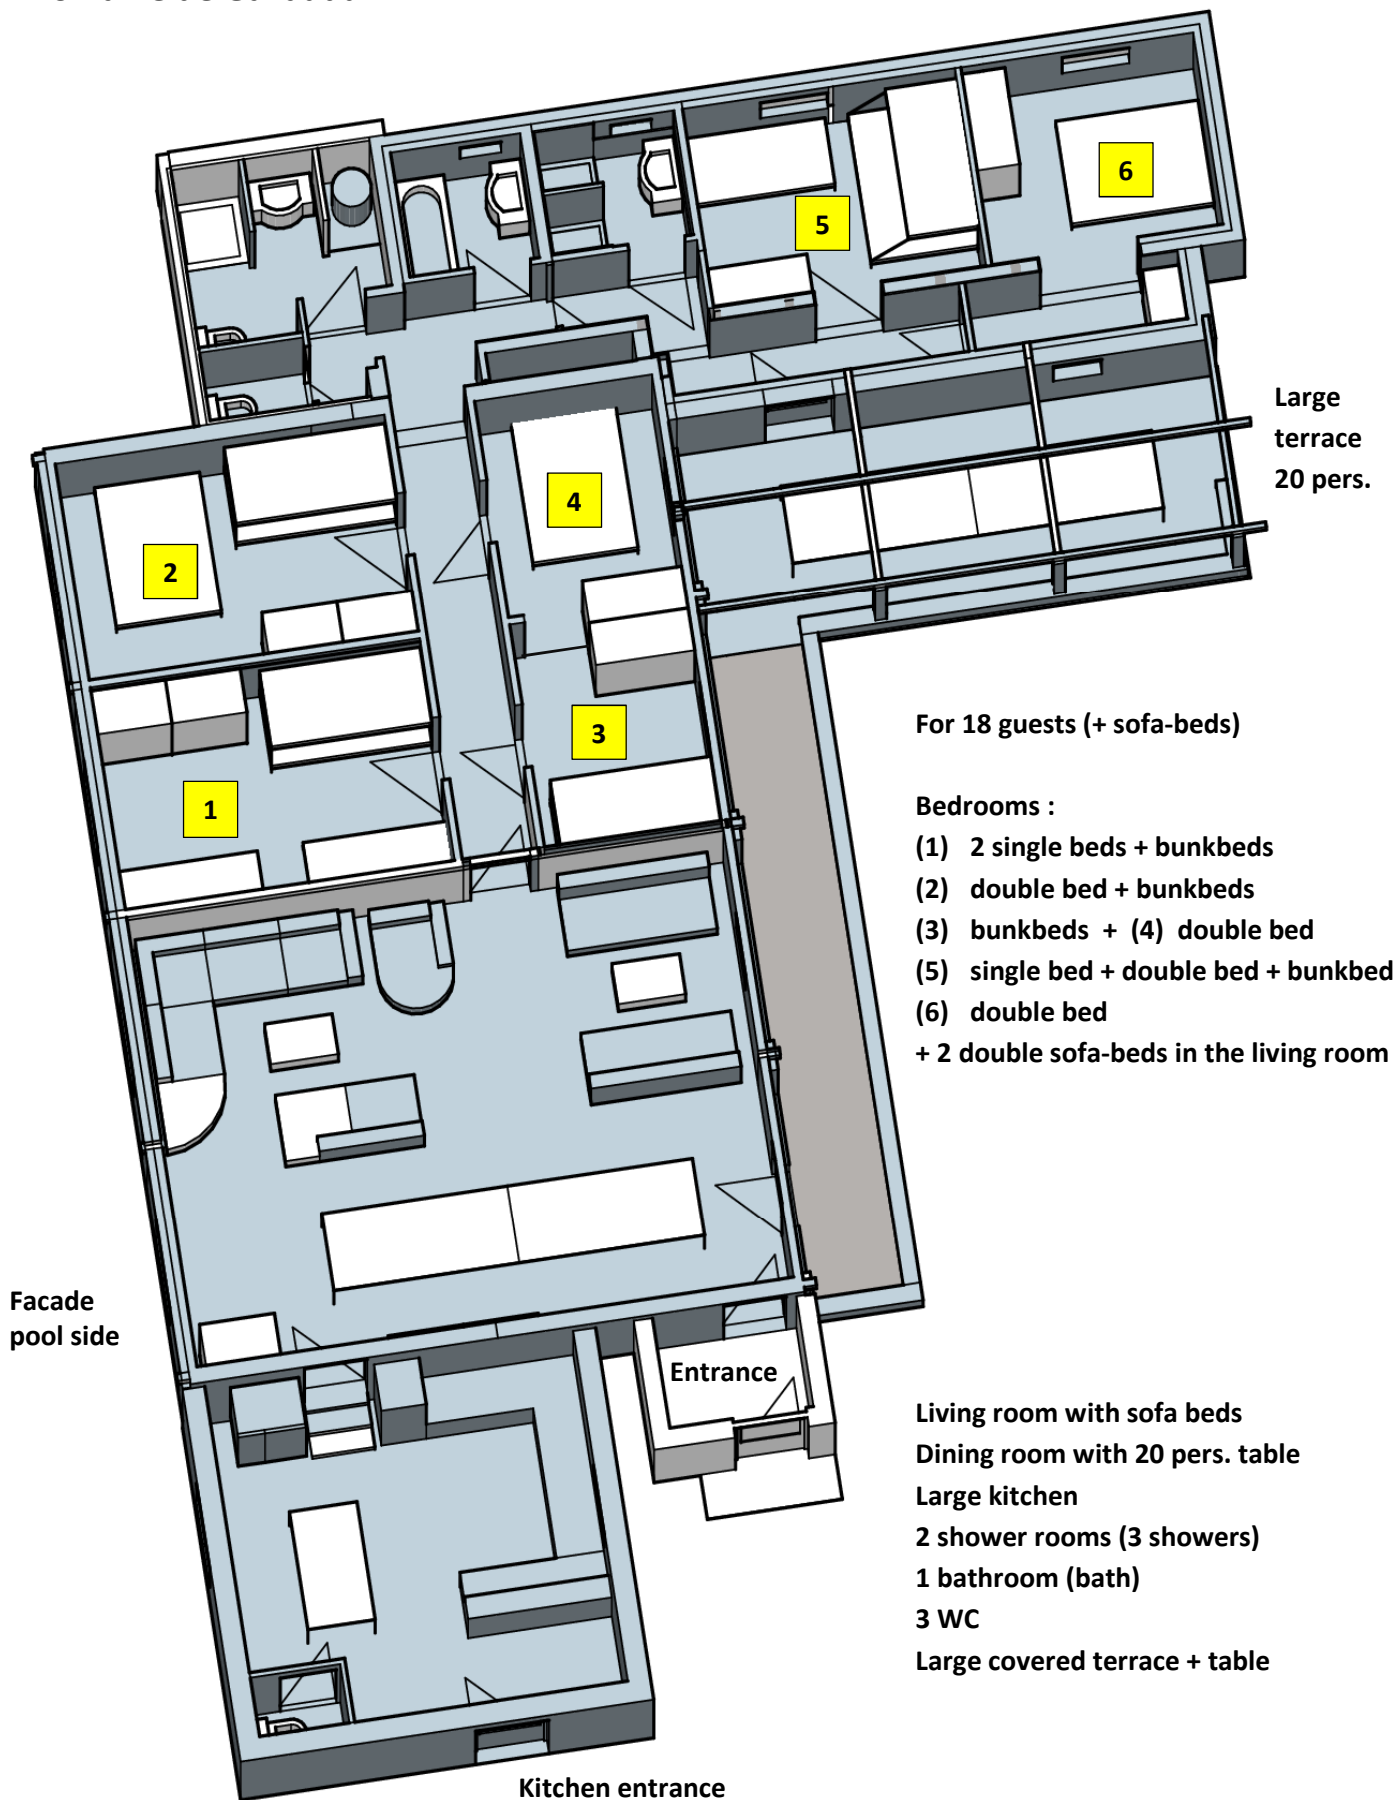 6
5
Large
terrace
20 pers.
4
2
3
For 18 guests (+ sofa-beds)
1
Bedrooms :
(1) 2 single beds + bunkbeds
(2) double bed + bunkbeds
(3) bunkbeds + (4) double bed
(5) single bed + double bed + bunkbed
(6) double bed
+ 2 double sofa-beds in the living room
Facade
pool side
Entrance
Living room with sofa beds
Dining room with 20 pers. table
Large kitchen
2 shower rooms (3 showers)
1 bathroom (bath)
3 WC
Large covered terrace + table
Kitchen entrance